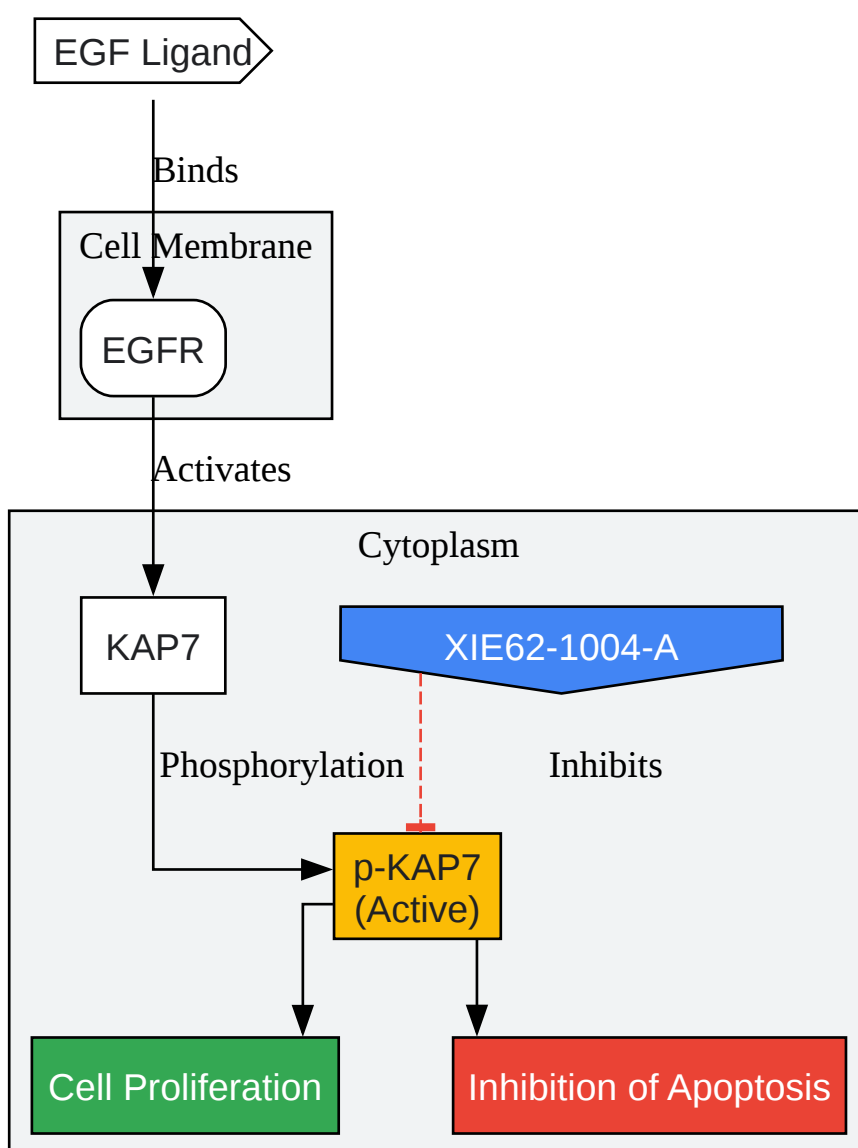 EGF Ligand
Binds
Cell Membrane
EGFR
Activates
Cytoplasm
KAP7
XIE62-1004-A
Phosphorylation
Inhibits
p-KAP7
(Active)
Cell Proliferation
Inhibition of Apoptosis